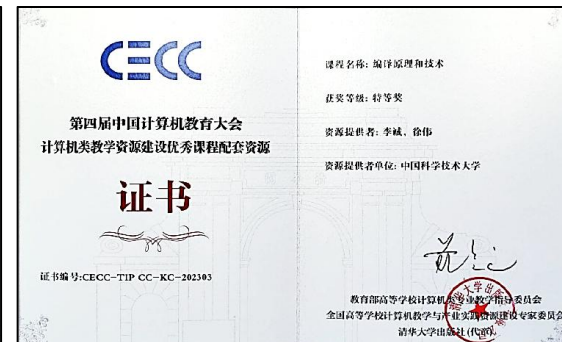 CECC
第四届中国计算机教育大会
计算机类教学资源建设优秀课程配套资源
证书
证书编号:CECC-TIP CC-KC-202303
课程名称: 编译原理和技术
获奖等级: 特等奖
资源提供者: 李诚、徐伟
资源提供者单位: 中国科学技术大学
教育部高等学校计算机类专业教学指导委员会
全国高等学校计算机教学与产业实践资源建设专家委员会
清华大学出版社(代章)